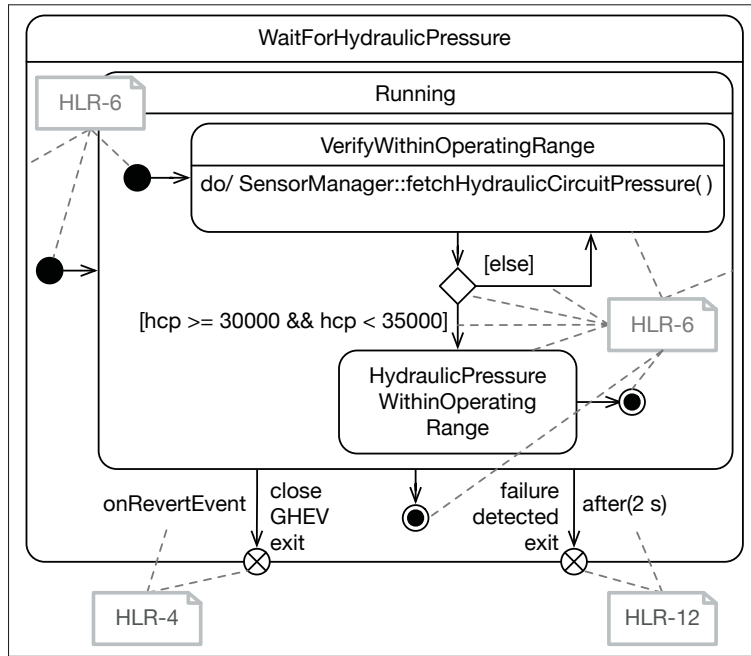 WaitForHydraulicPressure
HLR-6
Running
VerifyWithinOperatingRange
do/ SensorManager::fetchHydraulicCircuitPressure( )
[else]
[hcp >= 30000 && hcp < 35000]
HLR-6
HydraulicPressure
WithinOperating
Range
onRevertEvent
close
GHEV
exit
failure
detected
exit
after(2 s)
HLR-4
HLR-12